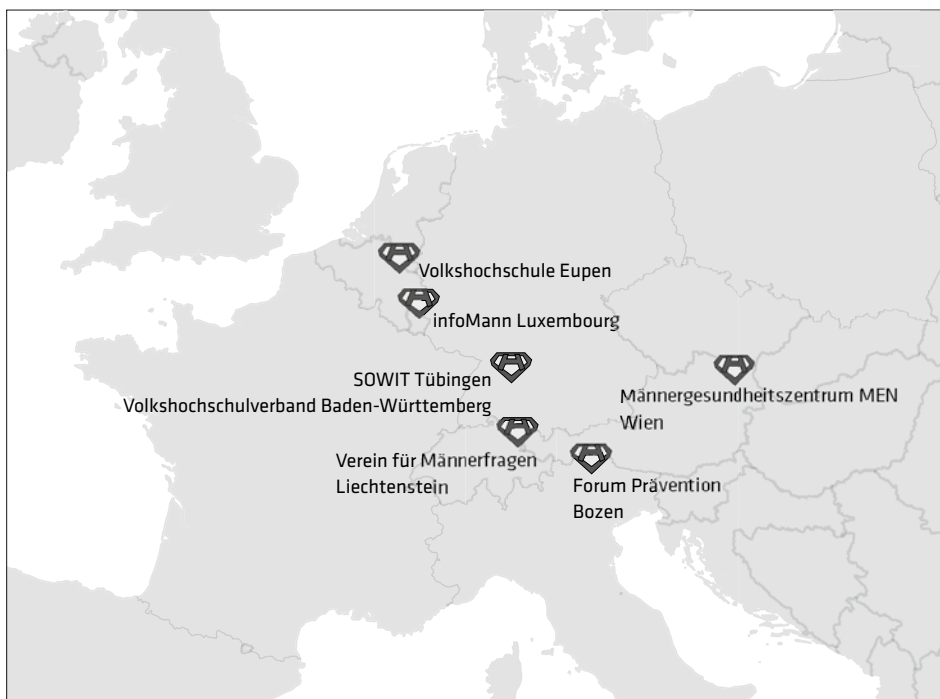 Volkshochschule Eupen
infoMann Luxembourg
SOWIT Tübingen
Volkshochschulverband Baden-Württemberg
Männergesundheitszentrum MEN
Wien
Verein für Männerfragen
Liechtenstein
Forum Prävention
Bozen